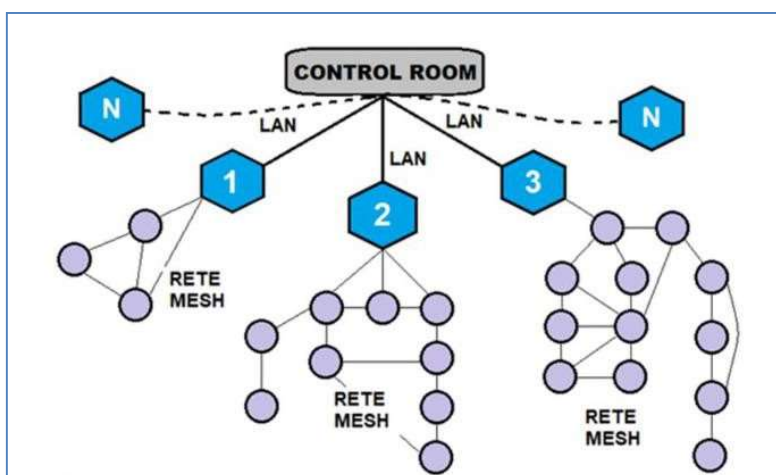 CONTROL ROOM
N
N
LAN
LAN
LAN
1
2
3
RETE
MESH
RETE
MESH
RETE
MESH